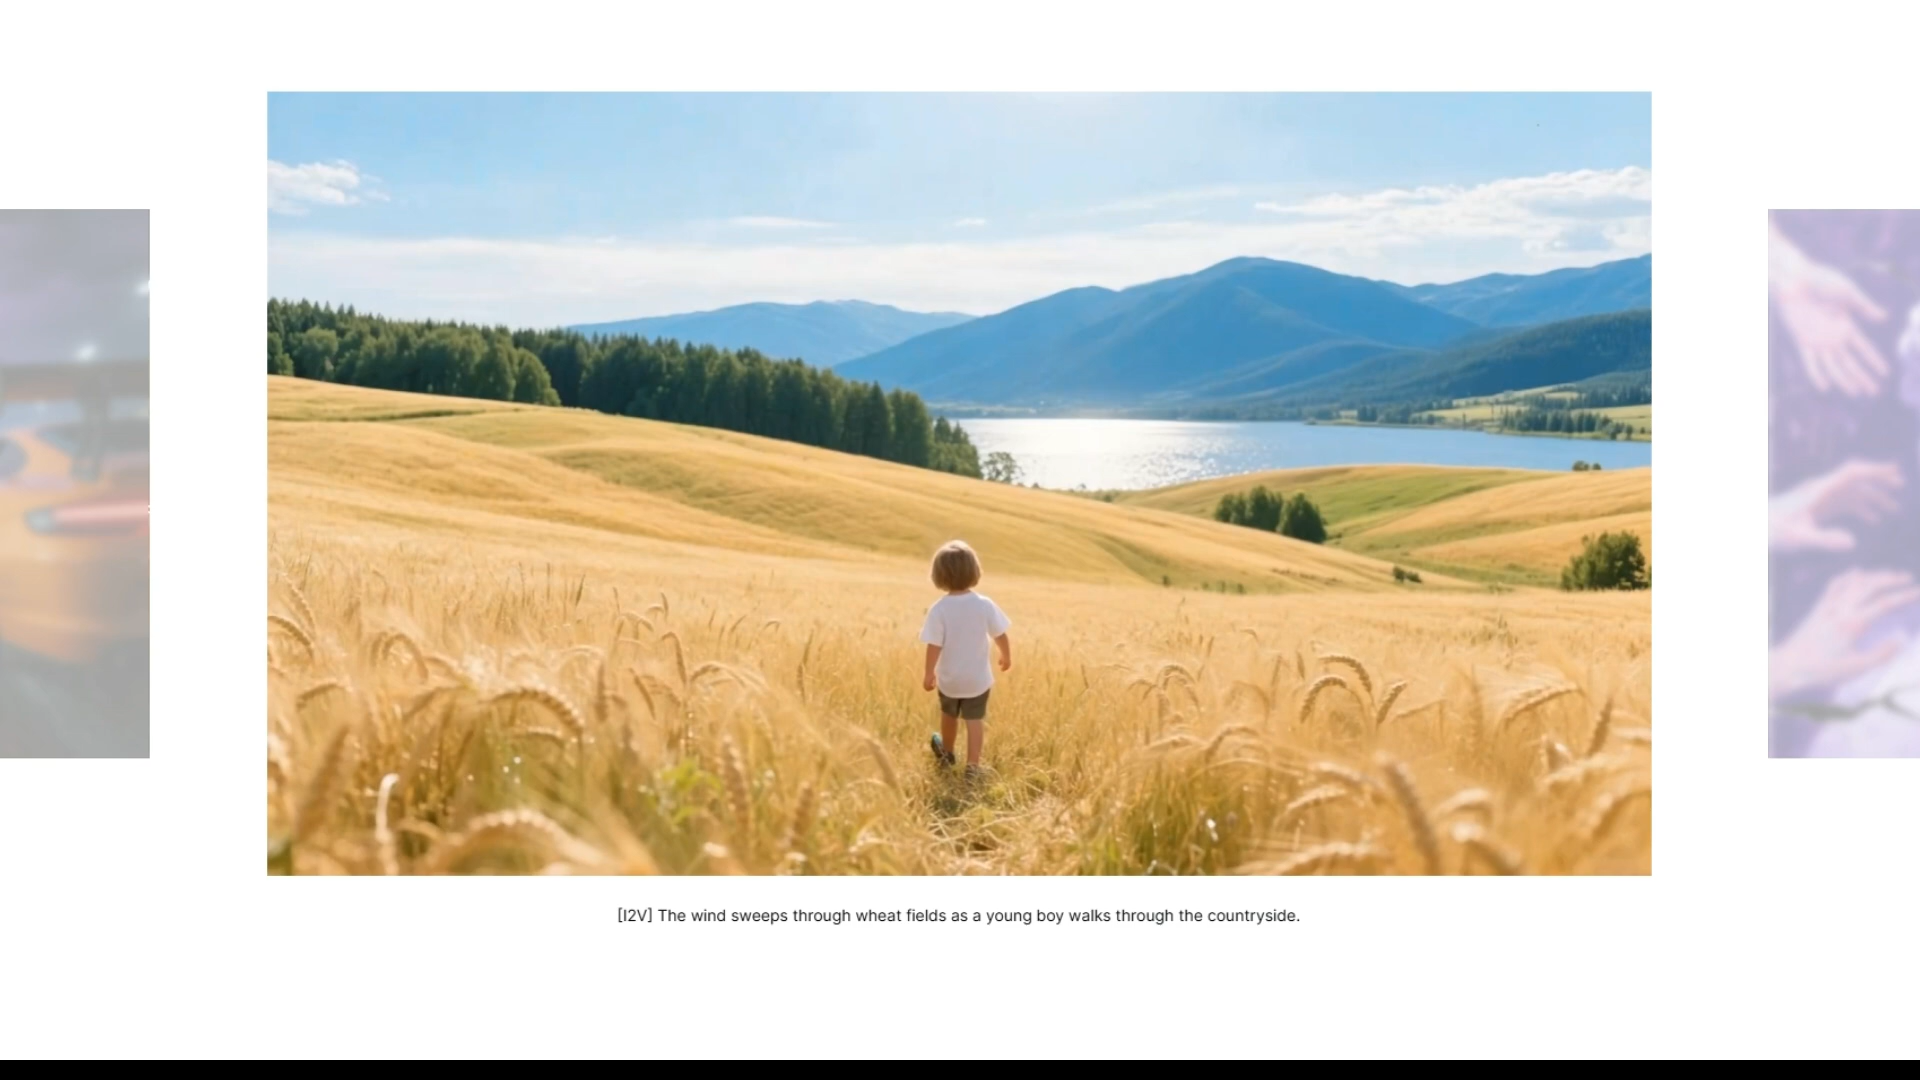 [I2V] The wind sweeps through wheat fields as a young boy walks through the countryside.